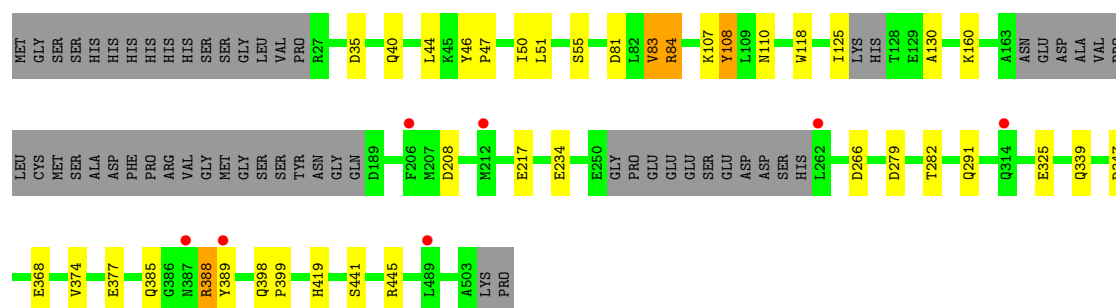 MET GLY SER SER HIS HIS HIS HIS HIS HIS SER SER GLY LEU VAL PRO R27 D35 Q40 L44 K45 Y46 P47 I50 L51 S55 D81 L82 V83 R84 K107 Y108 L109 N110 W118 I125 LYS HIS T128 E129 A130 K160 A163 ASN GLU ASP ALA VAL PRO
LEU CYS MET SER ALA ASP PHE PRO ARG VAL GLY MET GLY SER SER TYR ASN GLY GLN D189 F206 M207 D208 M212 E217 E234 E250 GLY PRO GLU GLU GLU SER GLU ASP ASP SER HIS L262 D266 D279 T282 Q291 Q314 E325 Q339
E368 V374 E377 Q385 G386 N387 R388 Y389 Q398 P399 H419 S441 R445 L489 A503 LYS PRO